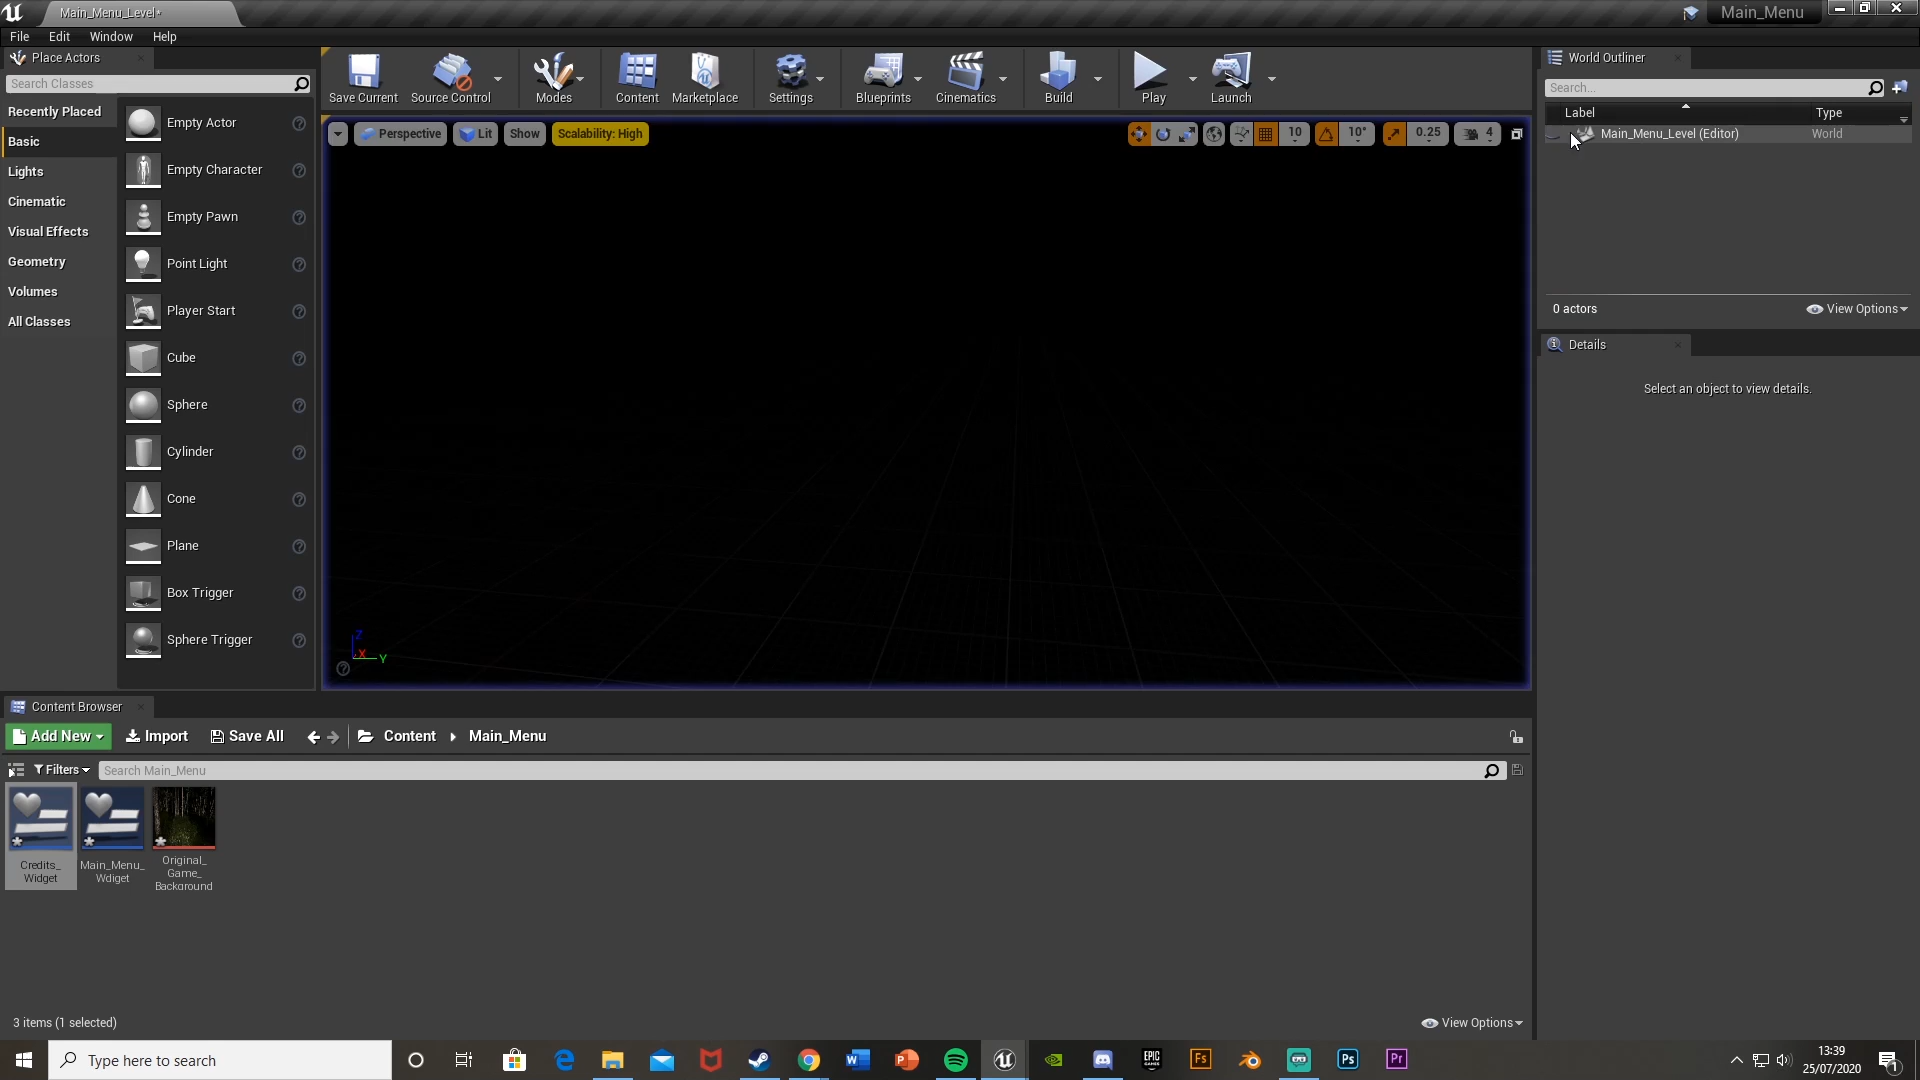 Main_Menu_Level*
Main_Menu
File Edit Window Help
Place Actors
Search Classes
Recently Placed
Basic
Lights
Cinematic
Visual Effects
Geometry
Volumes
All Classes
Empty Actor
Empty Character
Empty Pawn
Point Light
Player Start
Cube
Sphere
Cylinder
Cone
Plane
Box Trigger
Sphere Trigger
Save Current Source Control Modes Content Marketplace Settings Blueprints Cinematics Build Play Launch
Perspective Lit Show Scalability: High
10 10° 0.25 4
Z
X Y
World Outliner
Search...
Label Type
Main_Menu_Level (Editor) World
0 actors View Options
Details
Select an object to view details.
Content Browser
Add New Import Save All Content Main_Menu
Filters Search Main_Menu
Credits_
Widget
Main_Menu_
Wdiget
Original_
Game_
Background
3 items (1 selected)
View Options
Type here to search
W P EPIC GAMES Fs Ps Pr
13:39
25/07/2020
1